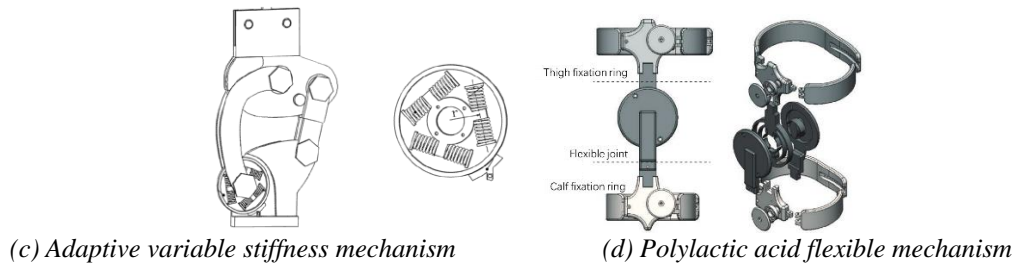 r
Thigh fixation ring
Flexible joint
Calf fixation ring
(c) Adaptive variable stiffness mechanism
(d) Polylactic acid flexible mechanism